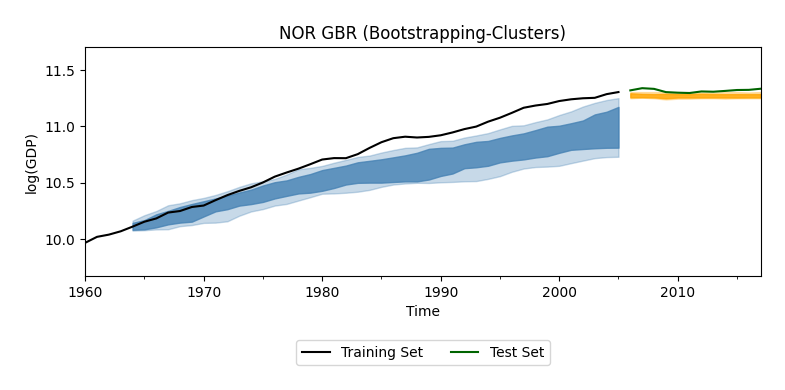 NOR GBR (Bootstrapping-Clusters)
log(GDP)
11.5
11.0
10.5
10.0
1960 1970 1980 1990 2000 2010
Time
Training Set Test Set